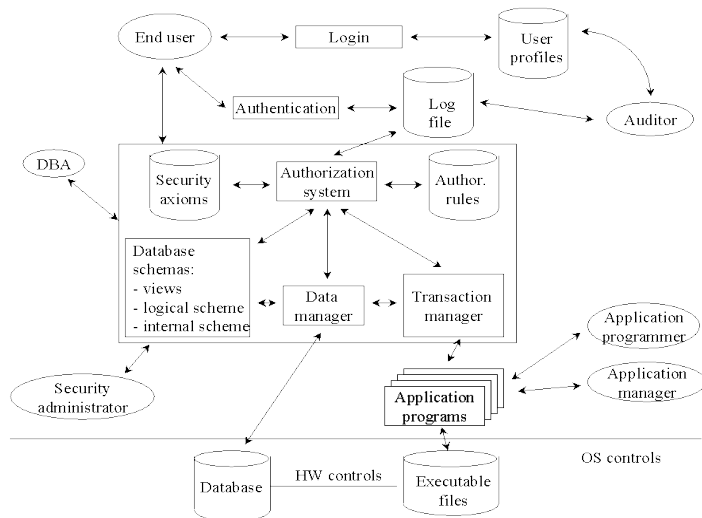 End user
Login
User
profiles
Authentication
Log
file
Auditor
DBA
Security
axioms
Authorization
system
Author.
rules
Database
schemas:
- views
- logical scheme
- internal scheme
Data
manager
Transaction
manager
Application
programmer
Security
administrator
Application
programs
Application
manager
OS controls
Database
HW controls
Executable
files